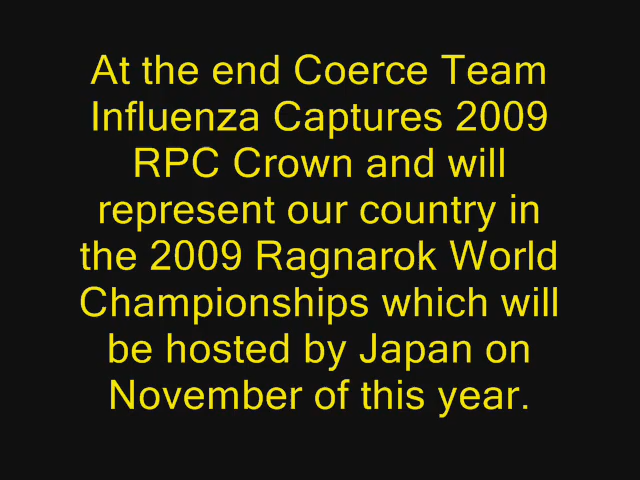 At the end Coerce Team
Influenza Captures 2009
RPC Crown and will
represent our country in
the 2009 Ragnarok World
Championships which will
be hosted by Japan on
November of this year.